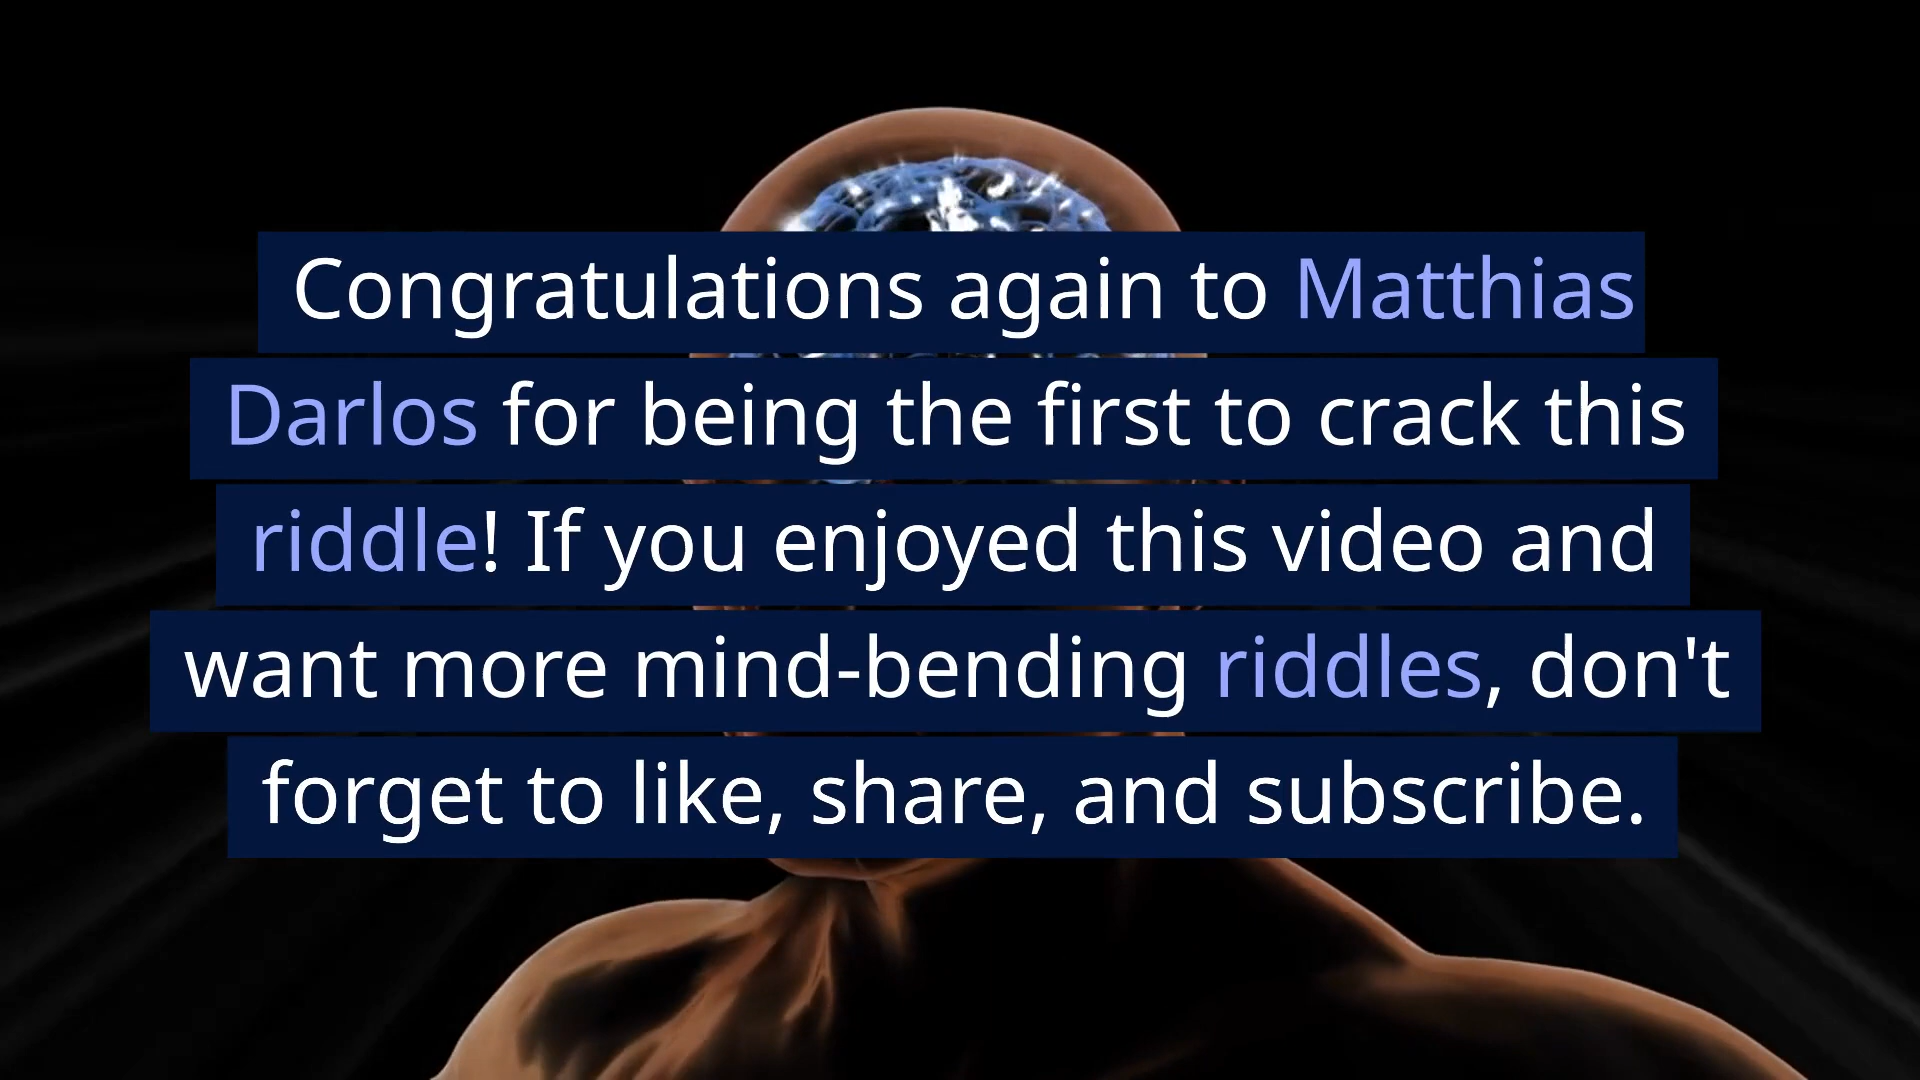 Congratulations again to Matthias
Darlos for being the first to crack this
riddle! If you enjoyed this video and
want more mind-bending riddles, don't
forget to like, share, and subscribe.